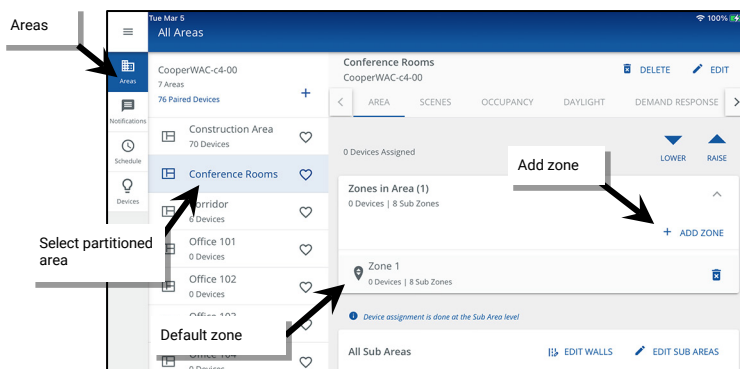 Areas
Tue Mar 5
100%
All Areas
Areas
Notifications
Schedule
Devices
CooperWAC-c4-00
7 Areas
76 Paired Devices
+
Construction Area
70 Devices
Conference Rooms
orridor
6 Devices
Office 101
0 Devices
Office 102
0 Devices
Office 104
0 Devices
Select partitioned
area
Conference Rooms
CooperWAC-c4-00
DELETE
EDIT
< AREA SCENES OCCUPANCY DAYLIGHT DEMAND RESPONSE >
0 Devices Assigned
LOWER RAISE
Add zone
Zones in Area (1)
0 Devices | 8 Sub Zones
+ ADD ZONE
Zone 1
0 Devices | 8 Sub Zones
Default zone
Device assignment is done at the Sub Area level
All Sub Areas
EDIT WALLS
EDIT SUB AREAS